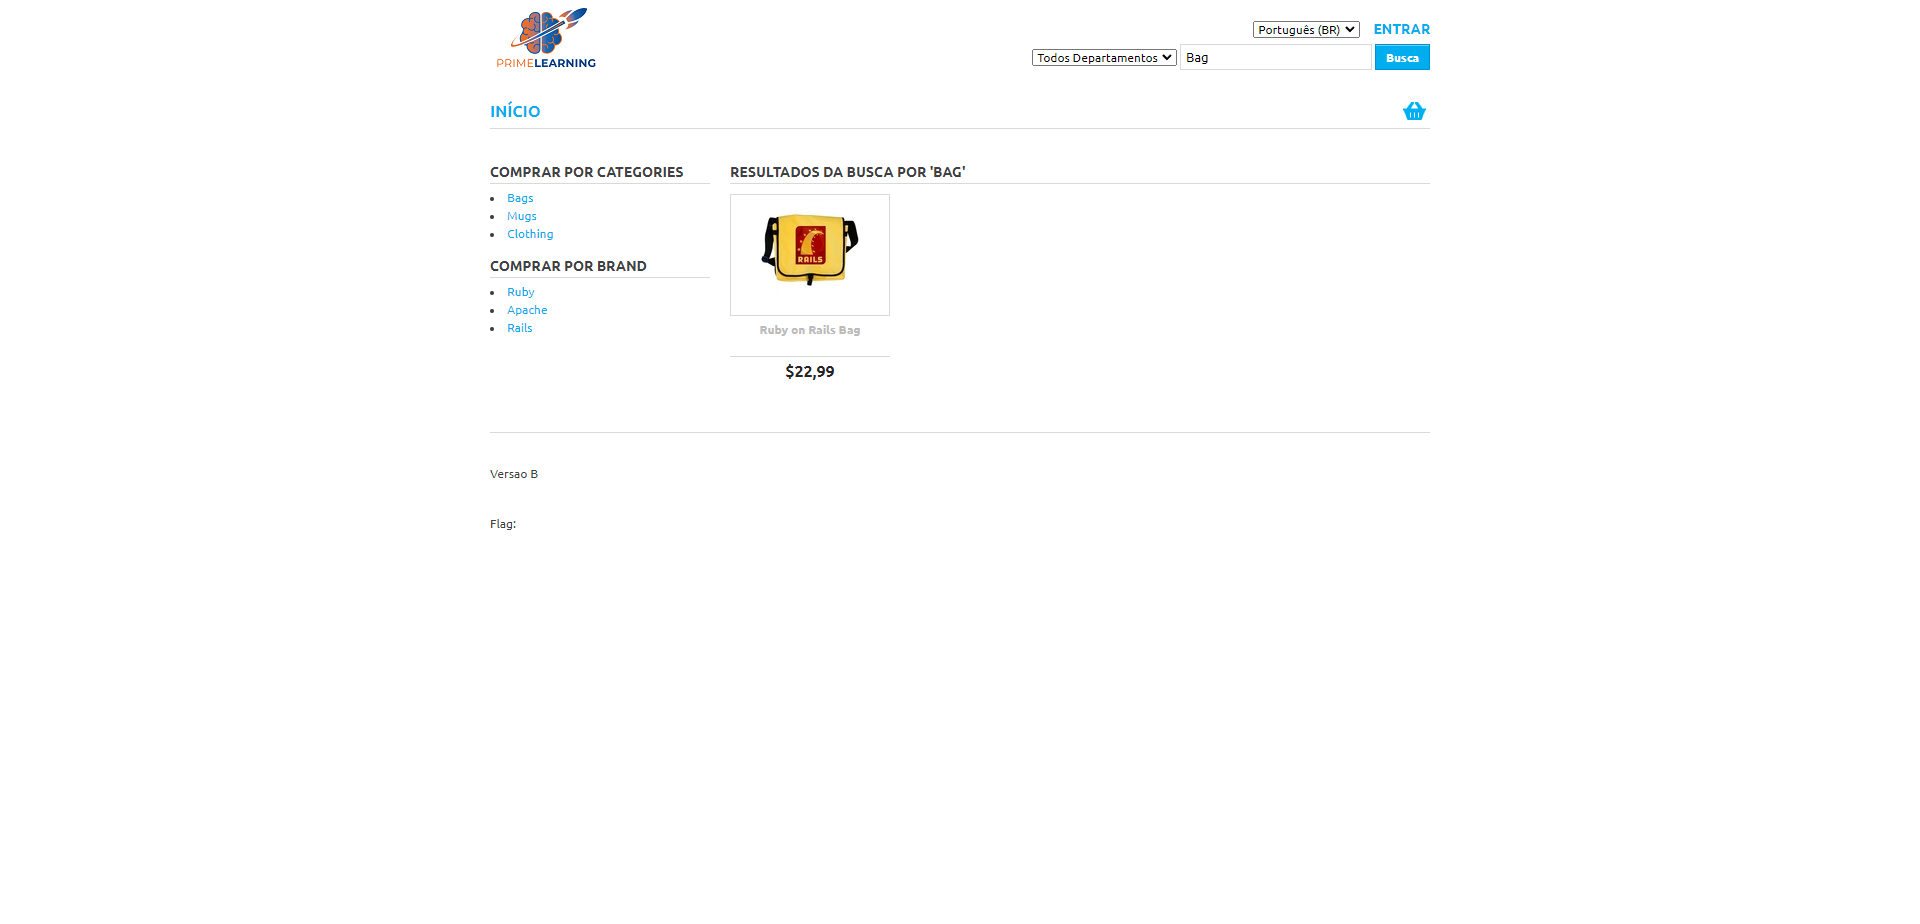 PRIMELEARNING
Português (BR)
ENTRAR
Todos Departamentos
Bag
Busca
INÍCIO
COMPRAR POR CATEGORIES
Bags
Mugs
Clothing
COMPRAR POR BRAND
Ruby
Apache
Rails
RESULTADOS DA BUSCA POR 'BAG'
RAILS
Ruby on Rails Bag
$22,99
Versao B
Flag: